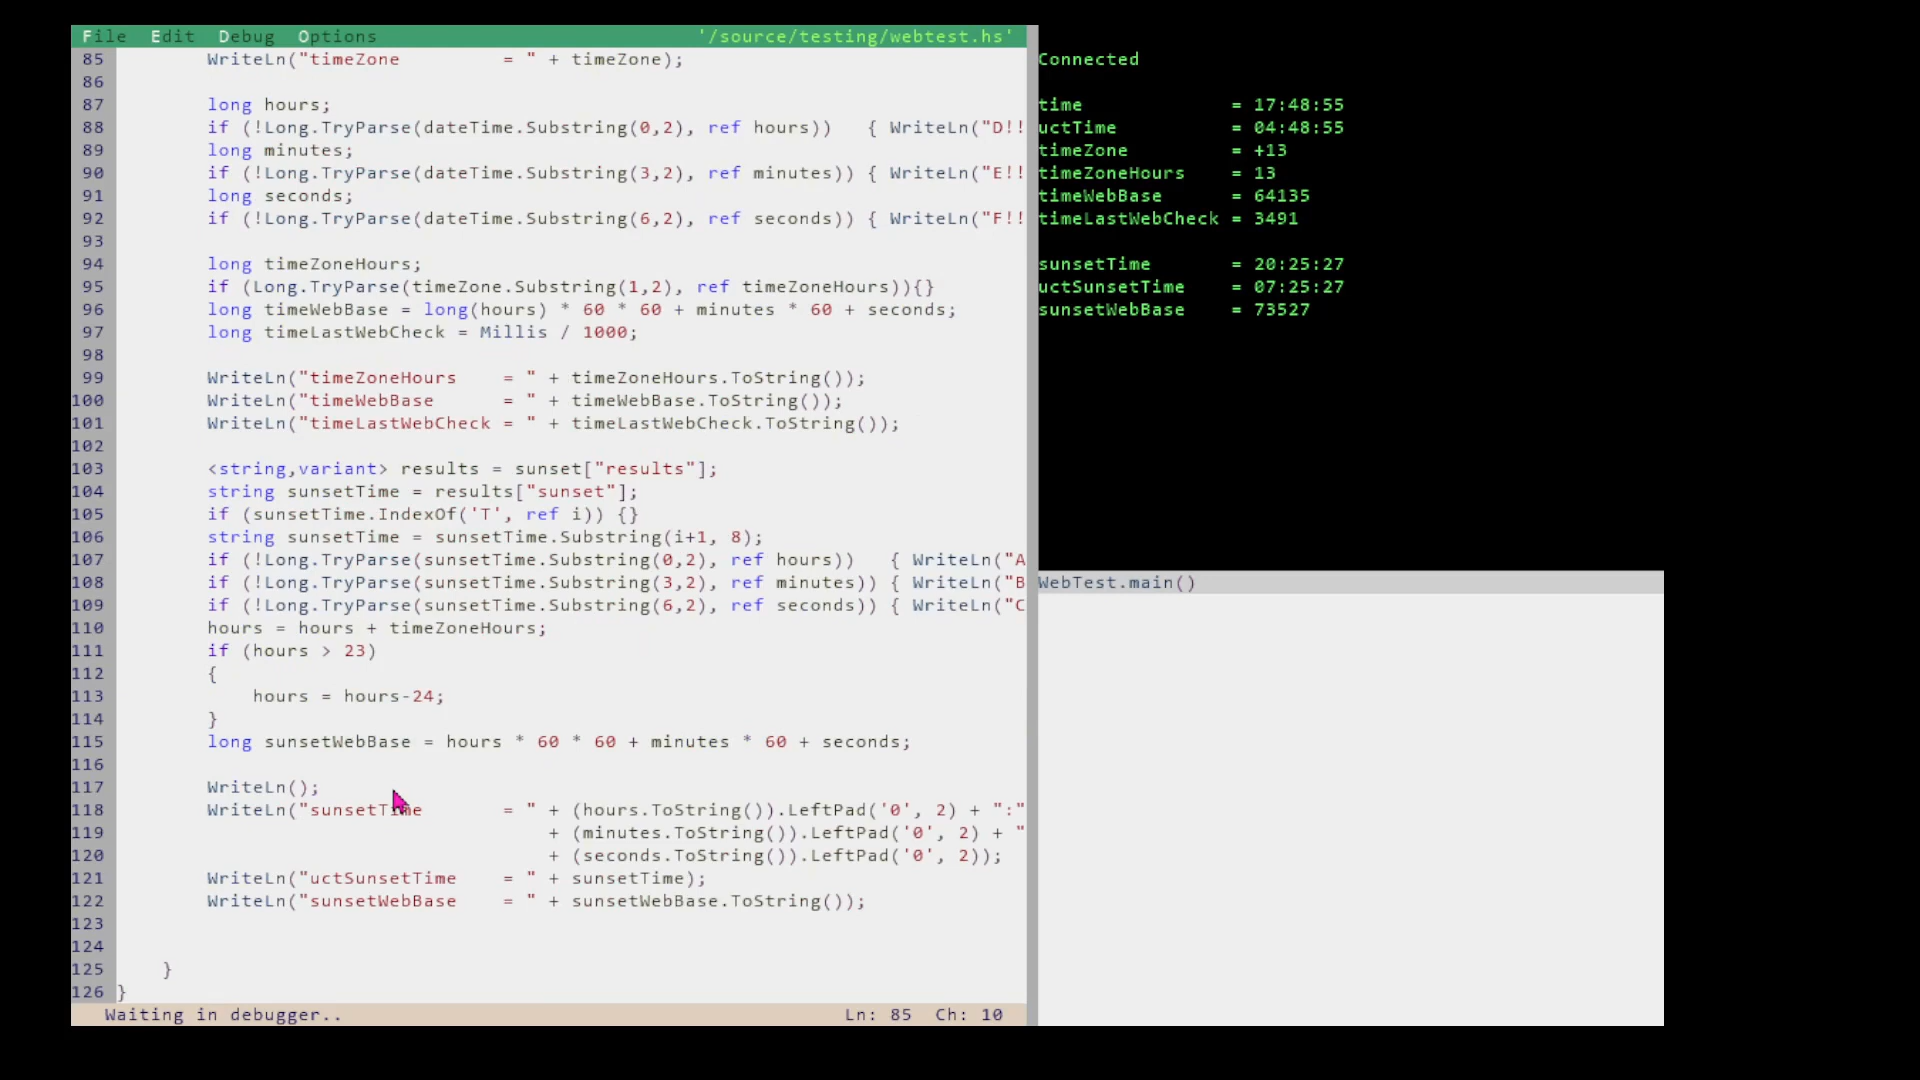 File Edit Debug Options '/source/testing/webtest.hs'
85 WriteLn("timeZone = " + timeZone);
86
87 long hours;
88 if (!Long.TryParse(dateTime.Substring(0,2), ref hours)) { WriteLn("D!!
89 long minutes;
90 if (!Long.TryParse(dateTime.Substring(3,2), ref minutes)) { WriteLn("E!!
91 long seconds;
92 if (!Long.TryParse(dateTime.Substring(6,2), ref seconds)) { WriteLn("F!!
93
94 long timeZoneHours;
95 if (Long.TryParse(timeZone.Substring(1,2), ref timeZoneHours)){}
96 long timeWebBase = long(hours) * 60 * 60 + minutes * 60 + seconds;
97 long timeLastWebCheck = Millis / 1000;
98
99 WriteLn("timeZoneHours = " + timeZoneHours.ToString());
100 WriteLn("timeWebBase = " + timeWebBase.ToString());
101 WriteLn("timeLastWebCheck = " + timeLastWebCheck.ToString());
102
103 <string,variant> results = sunset["results"];
104 string sunsetTime = results["sunset"];
105 if (sunsetTime.IndexOf('T', ref i)) {}
106 string sunsetTime = sunsetTime.Substring(i+1, 8);
107 if (!Long.TryParse(sunsetTime.Substring(0,2), ref hours)) { WriteLn("A
108 if (!Long.TryParse(sunsetTime.Substring(3,2), ref minutes)) { WriteLn("B
109 if (!Long.TryParse(sunsetTime.Substring(6,2), ref seconds)) { WriteLn("C
110 hours = hours + timeZoneHours;
111 if (hours > 23)
112 {
113 hours = hours-24;
114 }
115 long sunsetWebBase = hours * 60 * 60 + minutes * 60 + seconds;
116
117 WriteLn();
118 WriteLn("sunsetTime = " + (hours.ToString()).LeftPad('0', 2) + ":"
119 + (minutes.ToString()).LeftPad('0', 2) + "
120 + (seconds.ToString()).LeftPad('0', 2));
121 WriteLn("uctSunsetTime = " + sunsetTime);
122 WriteLn("sunsetWebBase = " + sunsetWebBase.ToString());
123
124
125 }
126 }
Waiting in debugger.. Ln: 85 Ch: 10
Connected
time = 17:48:55
uctTime = 04:48:55
timeZone = +13
timeZoneHours = 13
timeWebBase = 64135
timeLastWebCheck = 3491
sunsetTime = 20:25:27
uctSunsetTime = 07:25:27
sunsetWebBase = 73527
WebTest.main()